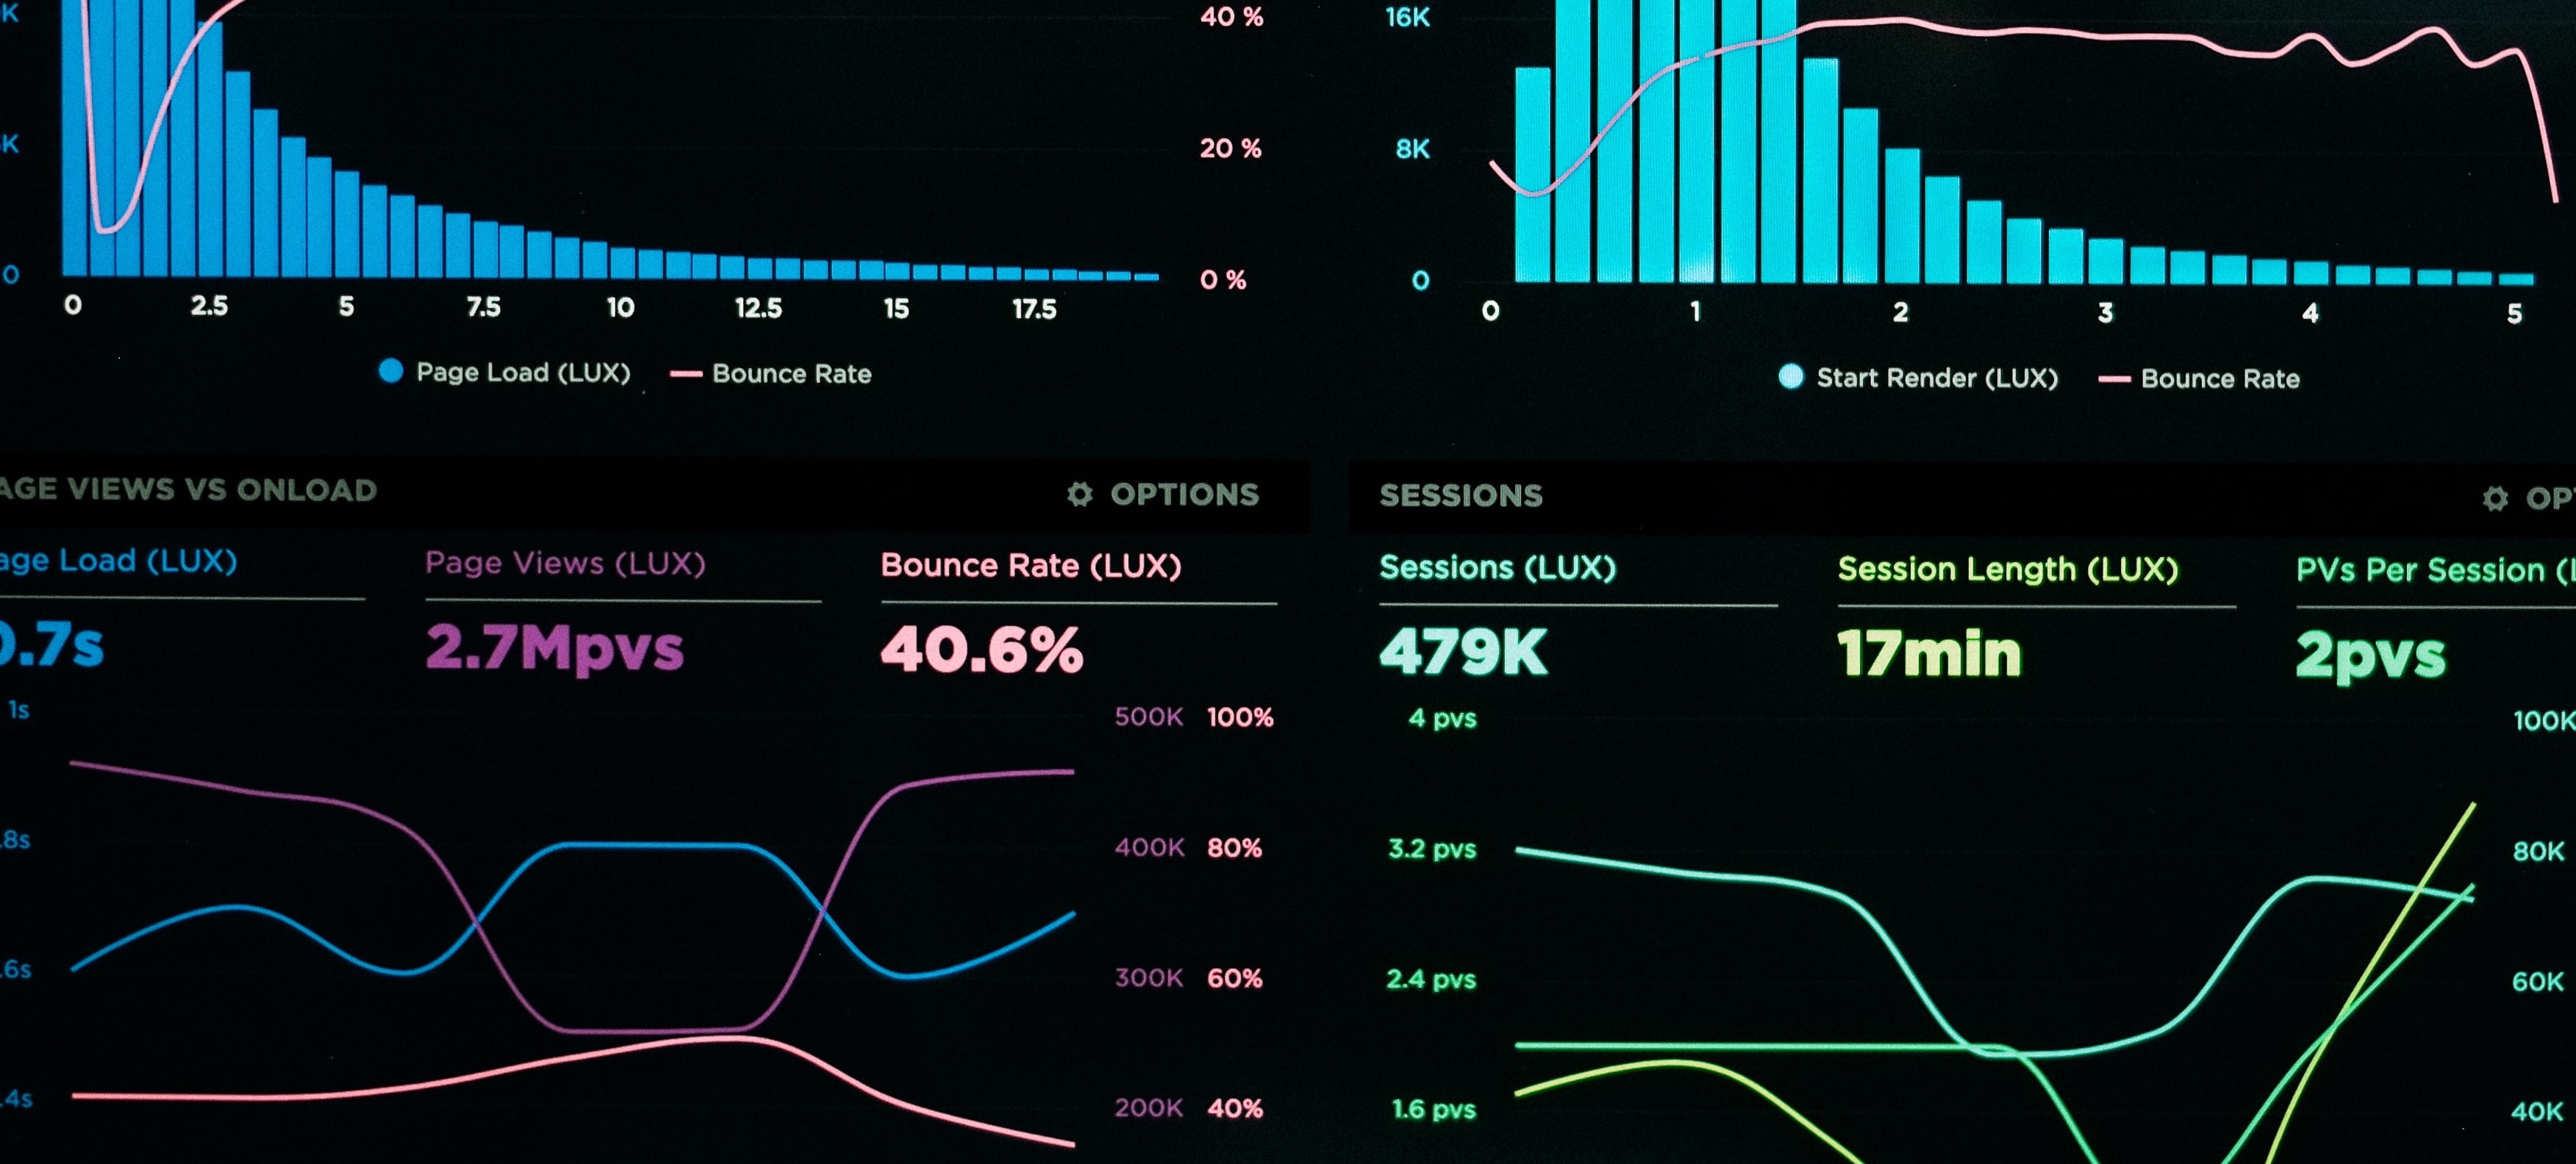 40 %
20 %
0 %
0
0 2.5 5 7.5 10 12.5 15 17.5
Page Load (LUX) Bounce Rate
16K
8K
0
0 1 2 3 4 5
Start Render (LUX) Bounce Rate
AGE VIEWS VS ONLOAD OPTIONS
age Load (LUX) Page Views (LUX) Bounce Rate (LUX)
0.7s 2.7Mpvs 40.6%
1s 500K 100%
.8s 400K 80%
.6s 300K 60%
.4s 200K 40%
SESSIONS OP
Sessions (LUX) Session Length (LUX) PVs Per Session (
479K 17min 2pvs
4 pvs 100K
3.2 pvs 80K
2.4 pvs 60K
1.6 pvs 40K